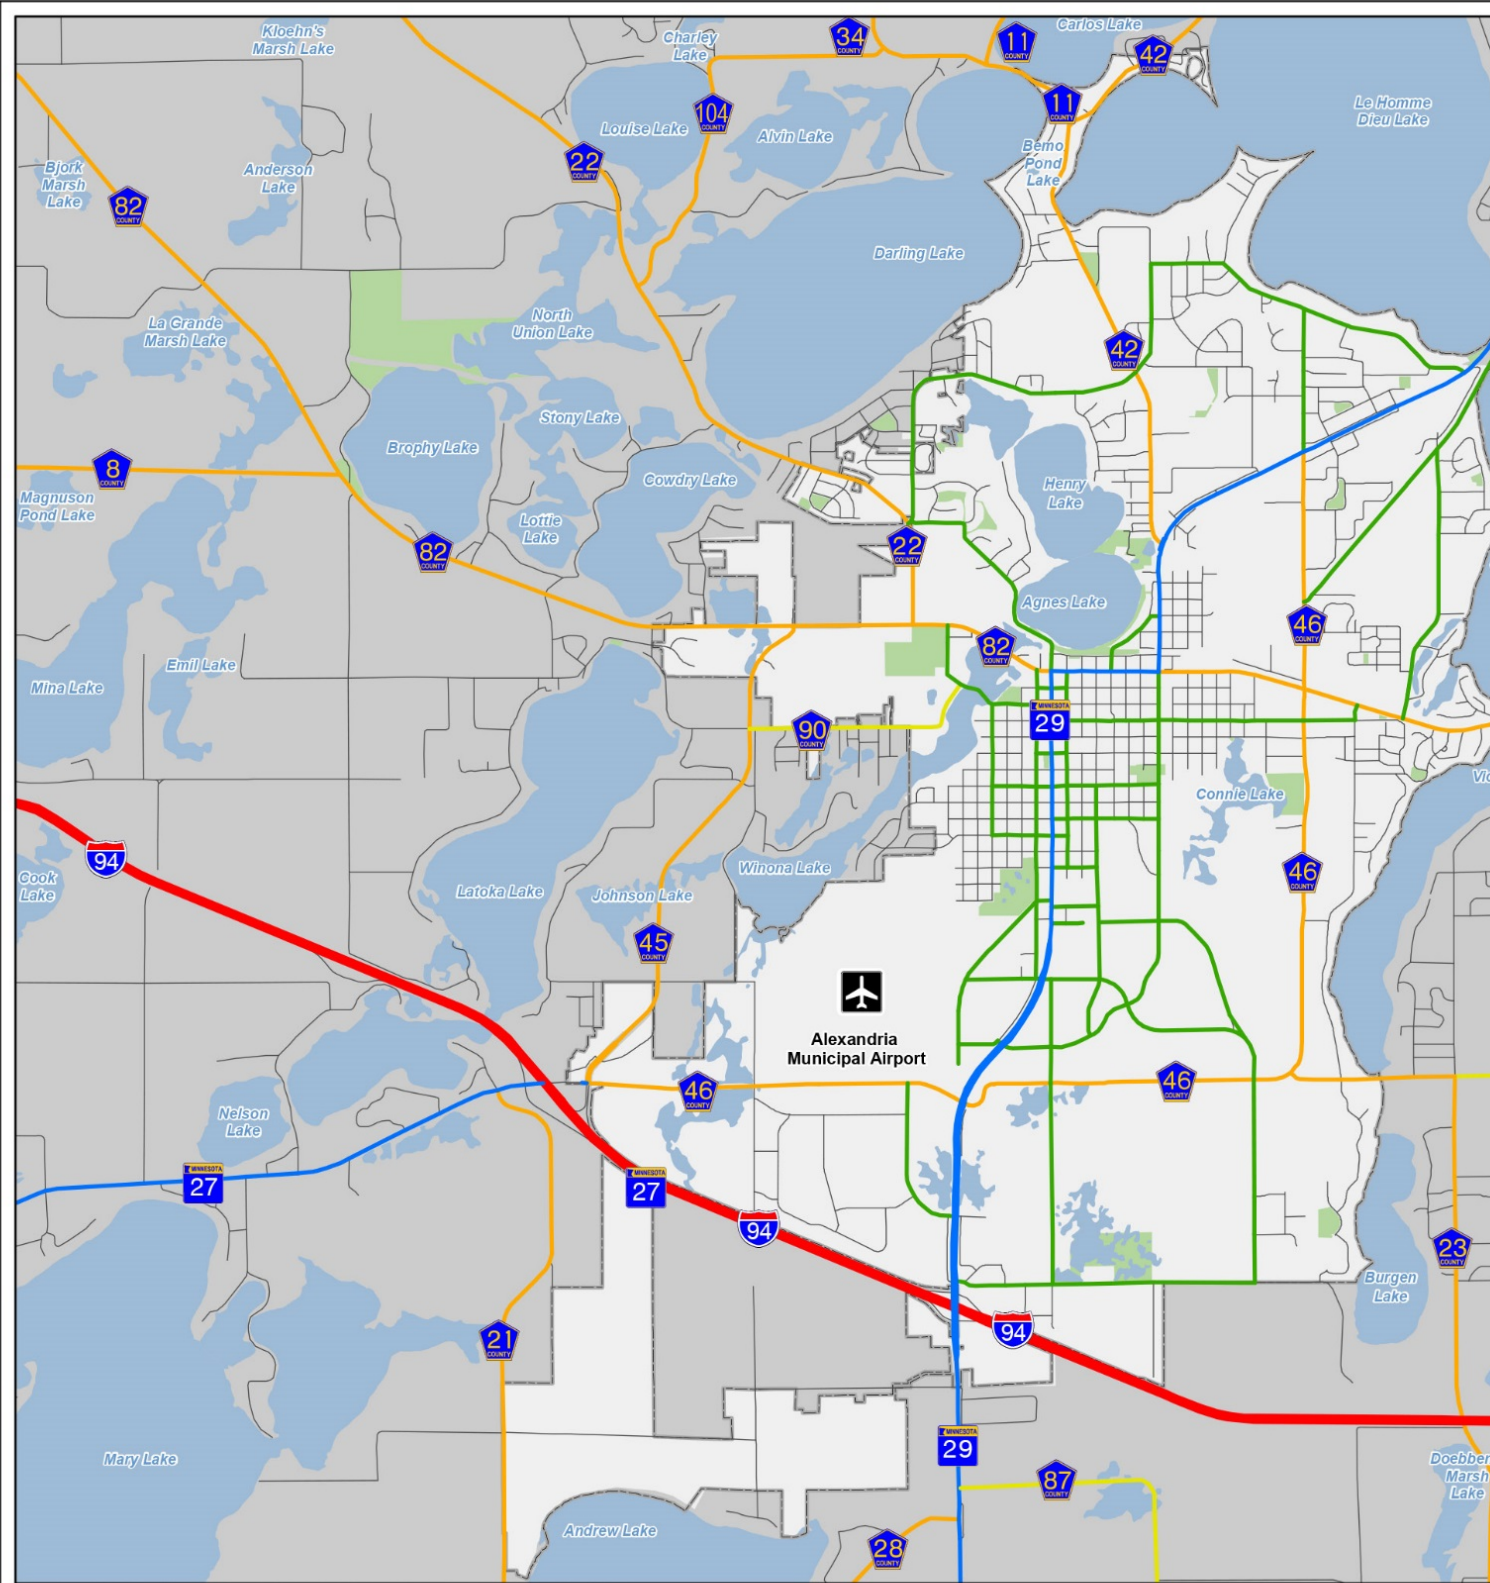 Kloehn's
Marsh Lake
Charley
Lake
34
COUNTY
11
COUNTY
Carlos Lake
42
COUNTY
104
COUNTY
Louise Lake
Alvin Lake
11
COUNTY
Le Homme
Dieu Lake
22
COUNTY
Bemo
Pond
Lake
Bjork
Marsh
Lake
Anderson
Lake
82
COUNTY
Darling Lake
La Grande
Marsh Lake
North
Union Lake
42
COUNTY
Stony Lake
Brophy Lake
8
COUNTY
Magnuson
Pond Lake
Cowdry Lake
Henry
Lake
Lottie
Lake
82
COUNTY
22
COUNTY
Agnes Lake
46
COUNTY
82
COUNTY
Emil Lake
Mina Lake
MINNESOTA
29
90
COUNTY
Connie Lake
Vic
94
Cook
Lake
Winona Lake
46
COUNTY
Latoka Lake
Johnson Lake
45
COUNTY
Alexandria
Municipal Airport
46
COUNTY
46
COUNTY
Nelson
Lake
MINNESOTA
27
MINNESOTA
27
94
23
COUNTY
Burgen
Lake
21
COUNTY
94
Mary Lake
MINNESOTA
29
87
COUNTY
Doebber
Marsh
Lake
Andrew Lake
28
COUNTY